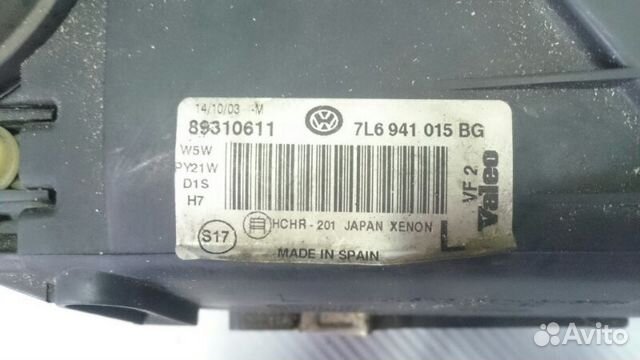 14/10/03 -M
89310611 7L6 941 015 BG
W5W
PY21W
D1S
H7
VF 2
Valeo
S17 HCHR - 201 JAPAN XENON L
MADE IN SPAIN
Avito